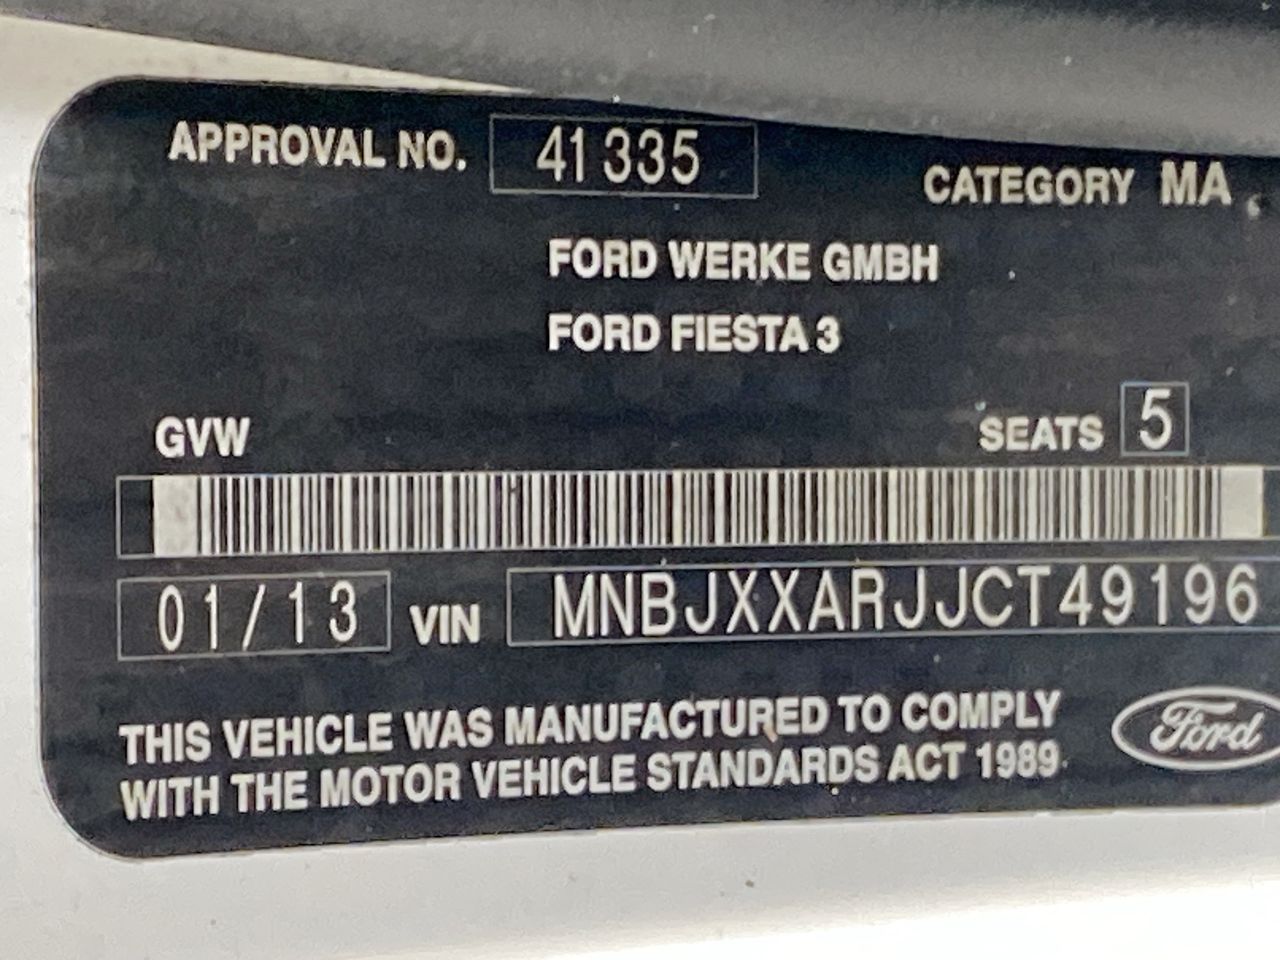 APPROVAL NO. 41335
CATEGORY MA
FORD WERKE GMBH
FORD FIESTA 3
GVW
SEATS 5
01/13 VIN MNBJXXARJJCT49196
THIS VEHICLE WAS MANUFACTURED TO COMPLY
WITH THE MOTOR VEHICLE STANDARDS ACT 1989.
Ford